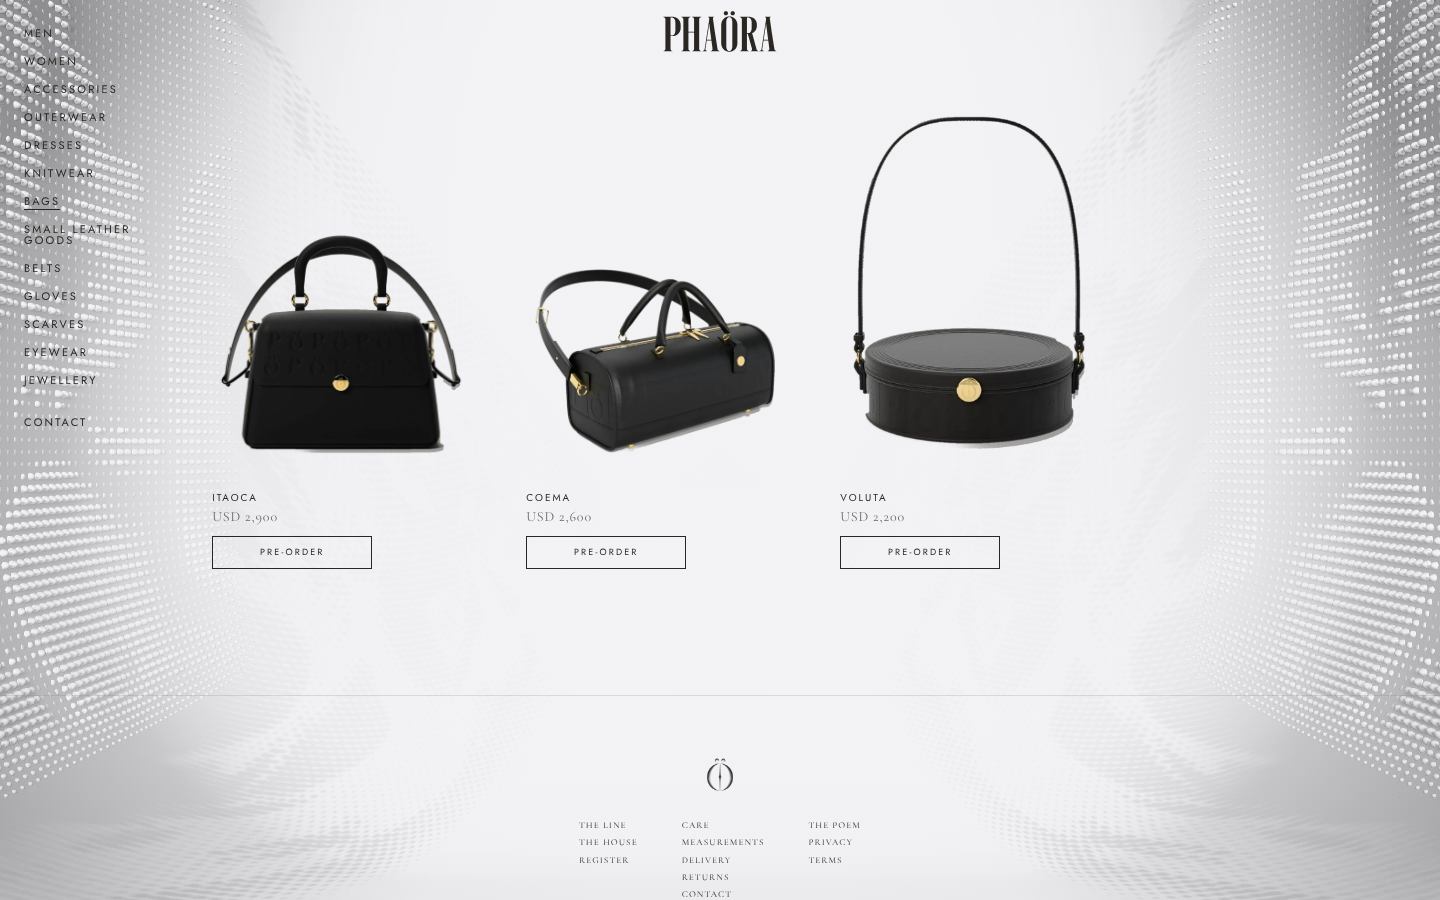 PHAÖRA
MEN
WOMEN
ACCESSORIES
OUTERWEAR
DRESSES
KNITWEAR
BAGS
SMALL LEATHER
GOODS
BELTS
GLOVES
SCARVES
EYEWEAR
JEWELLERY
CONTACT
ITAOCA
USD 2,900
PRE-ORDER
COEMA
USD 2,600
PRE-ORDER
VOLUTA
USD 2,200
PRE-ORDER
THE LINE
THE HOUSE
REGISTER
CARE
MEASUREMENTS
DELIVERY
RETURNS
CONTACT
THE POEM
PRIVACY
TERMS